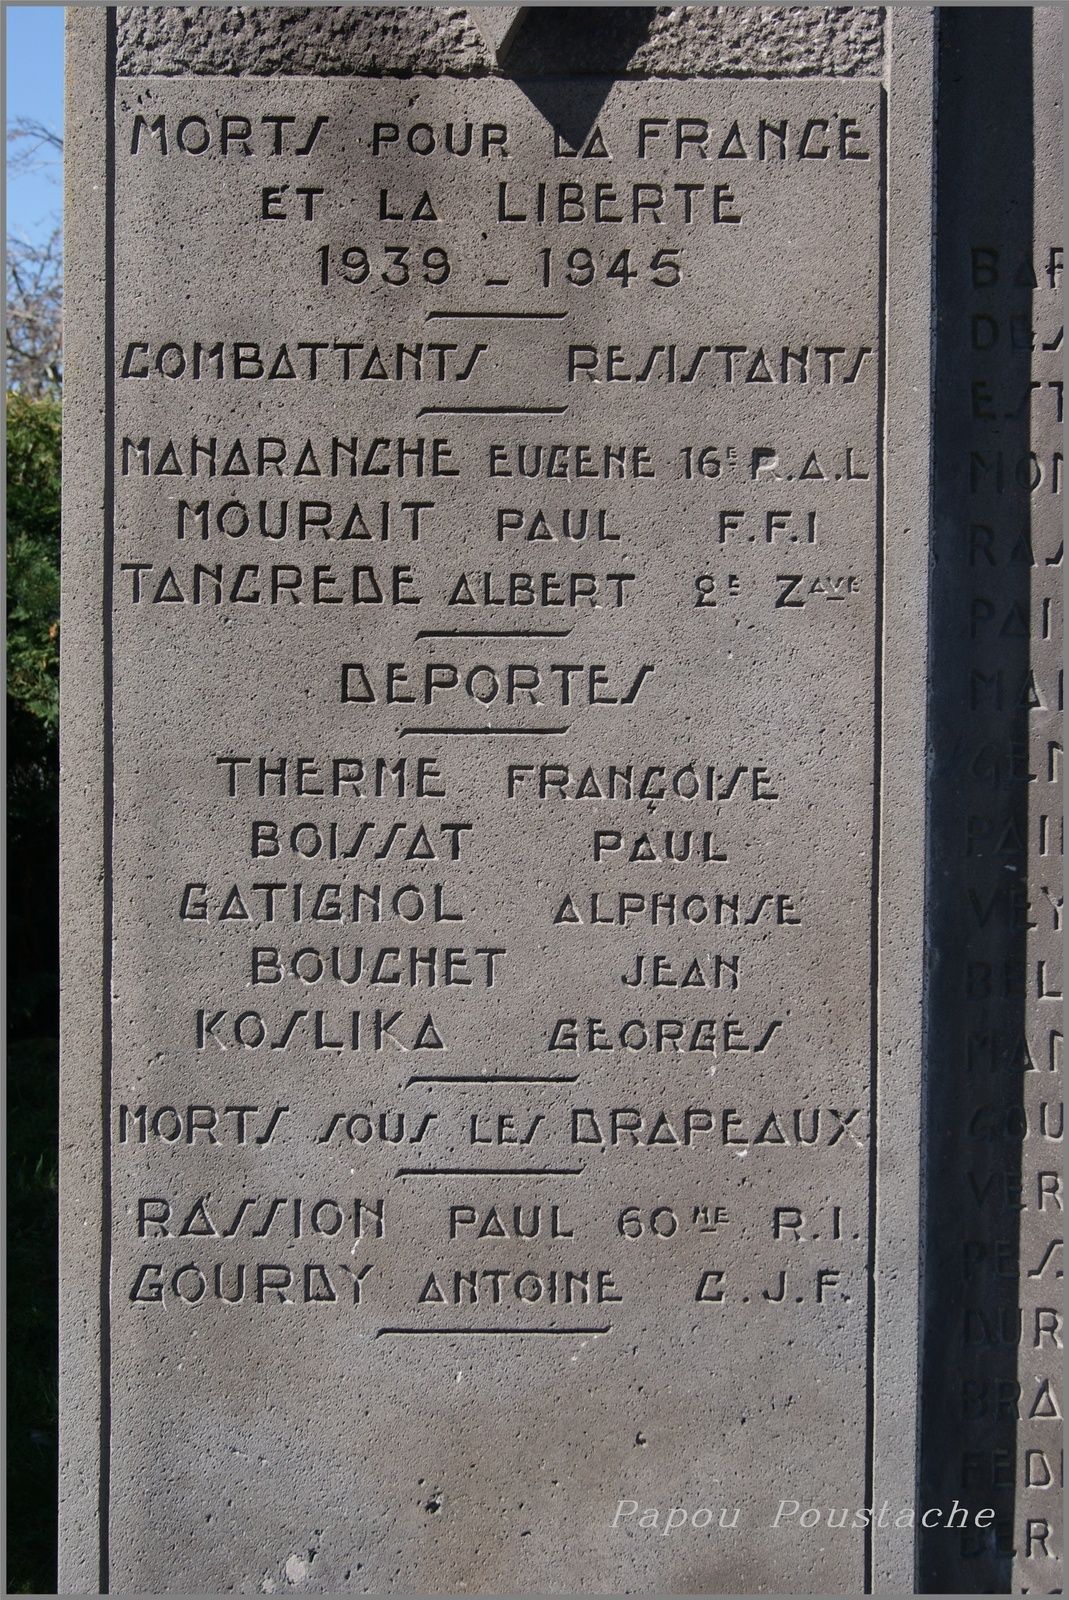 MORTS POUR LA FRANCE
ET LA LIBERTE
1939 - 1945
COMBATTANTS RESISTANTS
MAHARANCHE EUGENE 16E R.A.L
MOURAIT PAUL F.F.I
TANCREDE ALBERT 2E ZAVE
DEPORTES
THERME FRANÇOISE
BOISSAT PAUL
GATIGNOL ALPHONSE
BOUCHET JEAN
KOSLIKA GEORGES
MORTS SOUS LES DRAPEAUX
RASSION PAUL 60ME R.I.
GOURDY ANTOINE C.J.F.
Papou Poustache